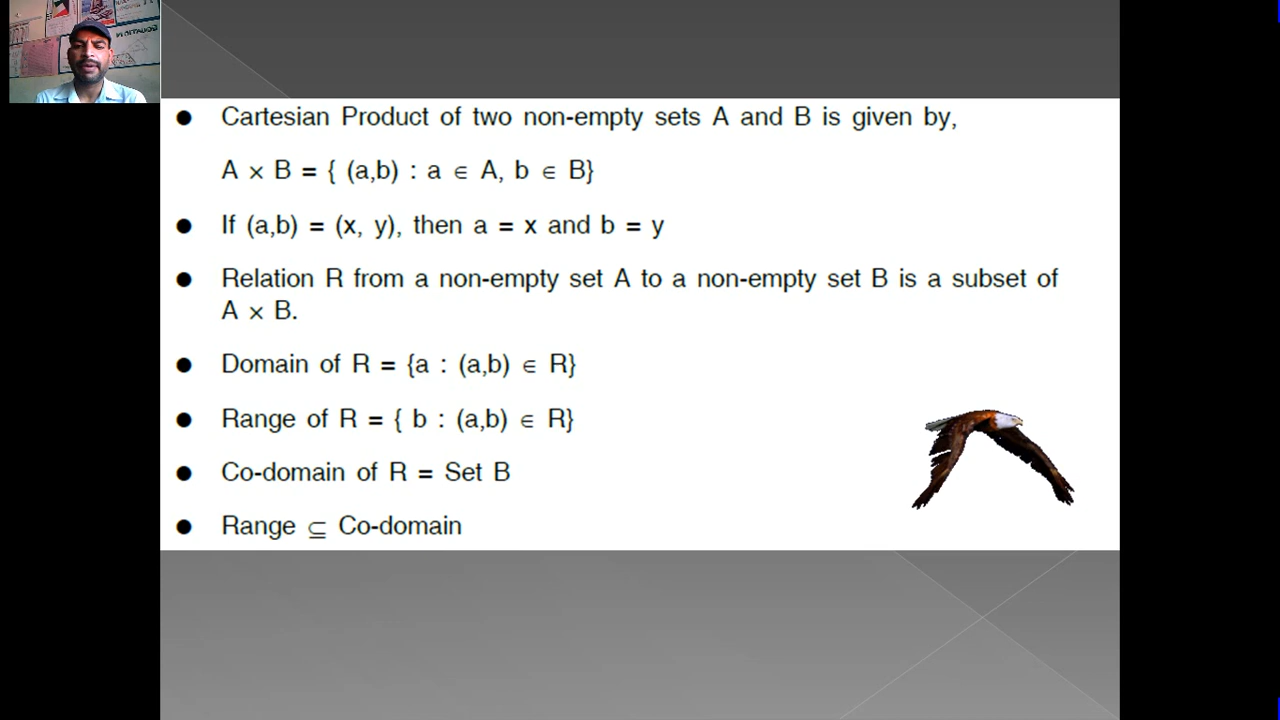 ● Cartesian Product of two non-empty sets A and B is given by,
A × B = { (a,b) : a ∈ A, b ∈ B}
● If (a,b) = (x, y), then a = x and b = y
● Relation R from a non-empty set A to a non-empty set B is a subset of
A × B.
● Domain of R = {a : (a,b) ∈ R}
● Range of R = { b : (a,b) ∈ R}
● Co-domain of R = Set B
● Range ⊆ Co-domain